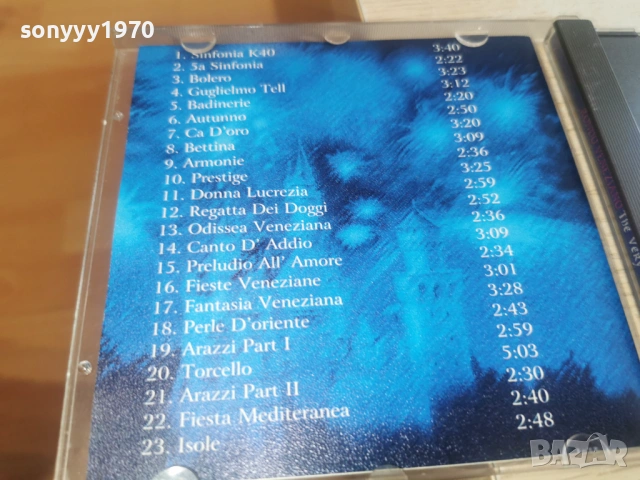 sonyyy1970
1. Sinfonia K40 3:40
2. 5a Sinfonia 2:22
3. Bolero 3:23
4. Guglielmo Tell 3:12
5. Badinerie 2:20
6. Autunno 2:50
7. Ca D'oro 3:20
8. Bettina 3:09
9. Armonie 2:36
10. Prestige 3:25
11. Donna Lucrezia 2:59
12. Regatta Dei Doggi 2:52
13. Odissea Veneziana 2:36
14. Canto D' Addio 3:09
15. Preludio All' Amore 2:34
16. Fieste Veneziane 3:01
17. Fantasia Veneziana 3:28
18. Perle D'oriente 2:43
19. Arazzi Part I 2:59
20. Torcello 5:03
21. Arazzi Part II 2:30
22. Fiesta Mediteranea 2:40
23. Isole 2:48
The Very
BAZAR